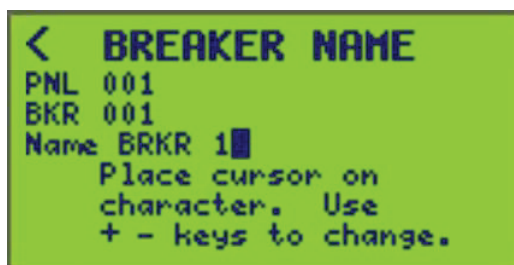 < BREAKER NAME
PNL 001
BKR 001
Name BRKR 1
Place cursor on
character. Use
+ - keys to change.